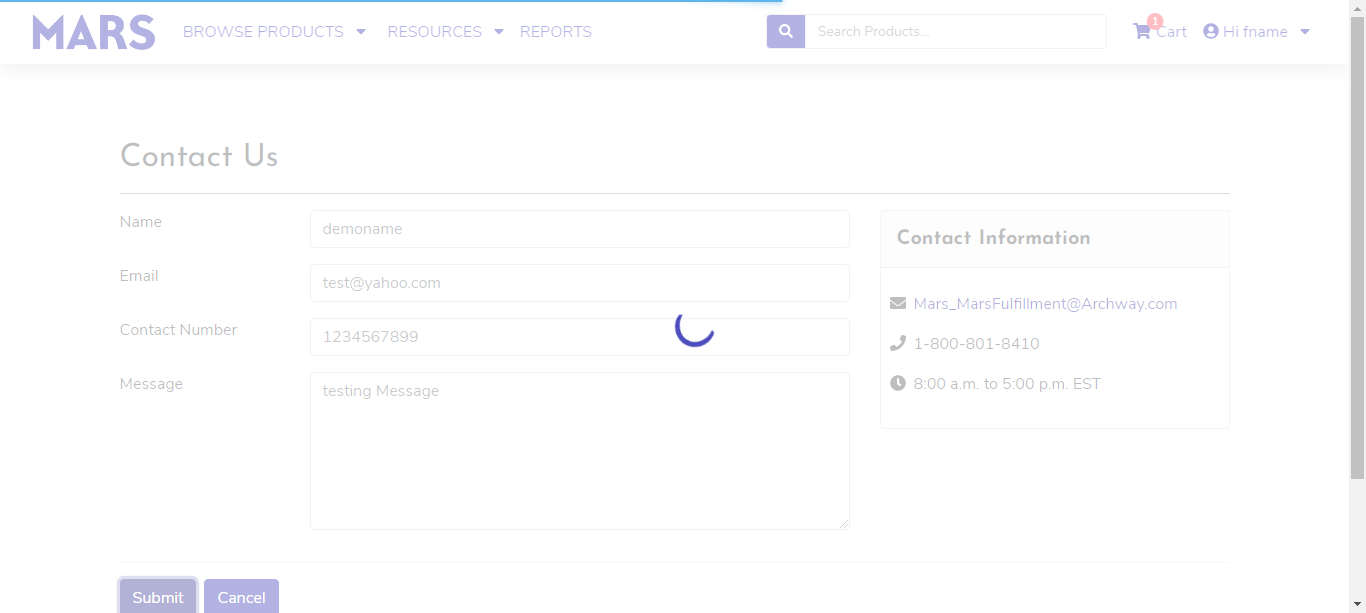 MARS BROWSE PRODUCTS RESOURCES REPORTS Search Products... 1 Cart Hi fname
Contact Us
Name demoname
Email test@yahoo.com
Contact Number 1234567899
Message testing Message
Contact Information
Mars_MarsFulfillment@Archway.com
1-800-801-8410
8:00 a.m. to 5:00 p.m. EST
Submit Cancel